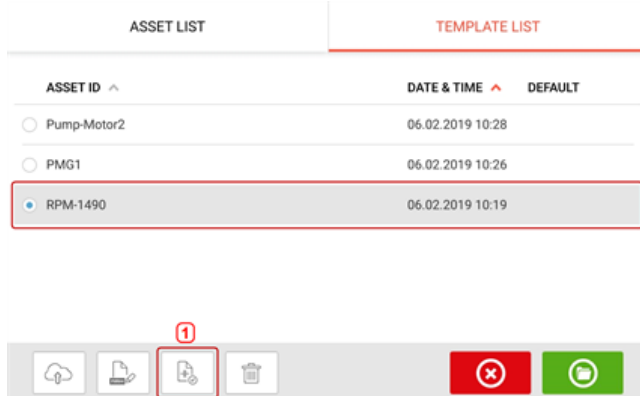 ASSET LIST TEMPLATE LIST
ASSET ID DATE & TIME DEFAULT
Pump-Motor2 06.02.2019 10:28
PMG1 06.02.2019 10:26
RPM-1490 06.02.2019 10:19
1